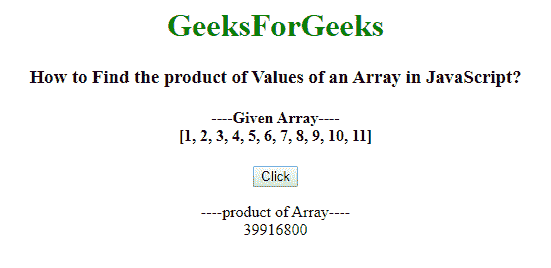 GeeksForGeeks
How to Find the product of Values of an Array in JavaScript?
----Given Array----
[1, 2, 3, 4, 5, 6, 7, 8, 9, 10, 11]
Click
----product of Array----
39916800